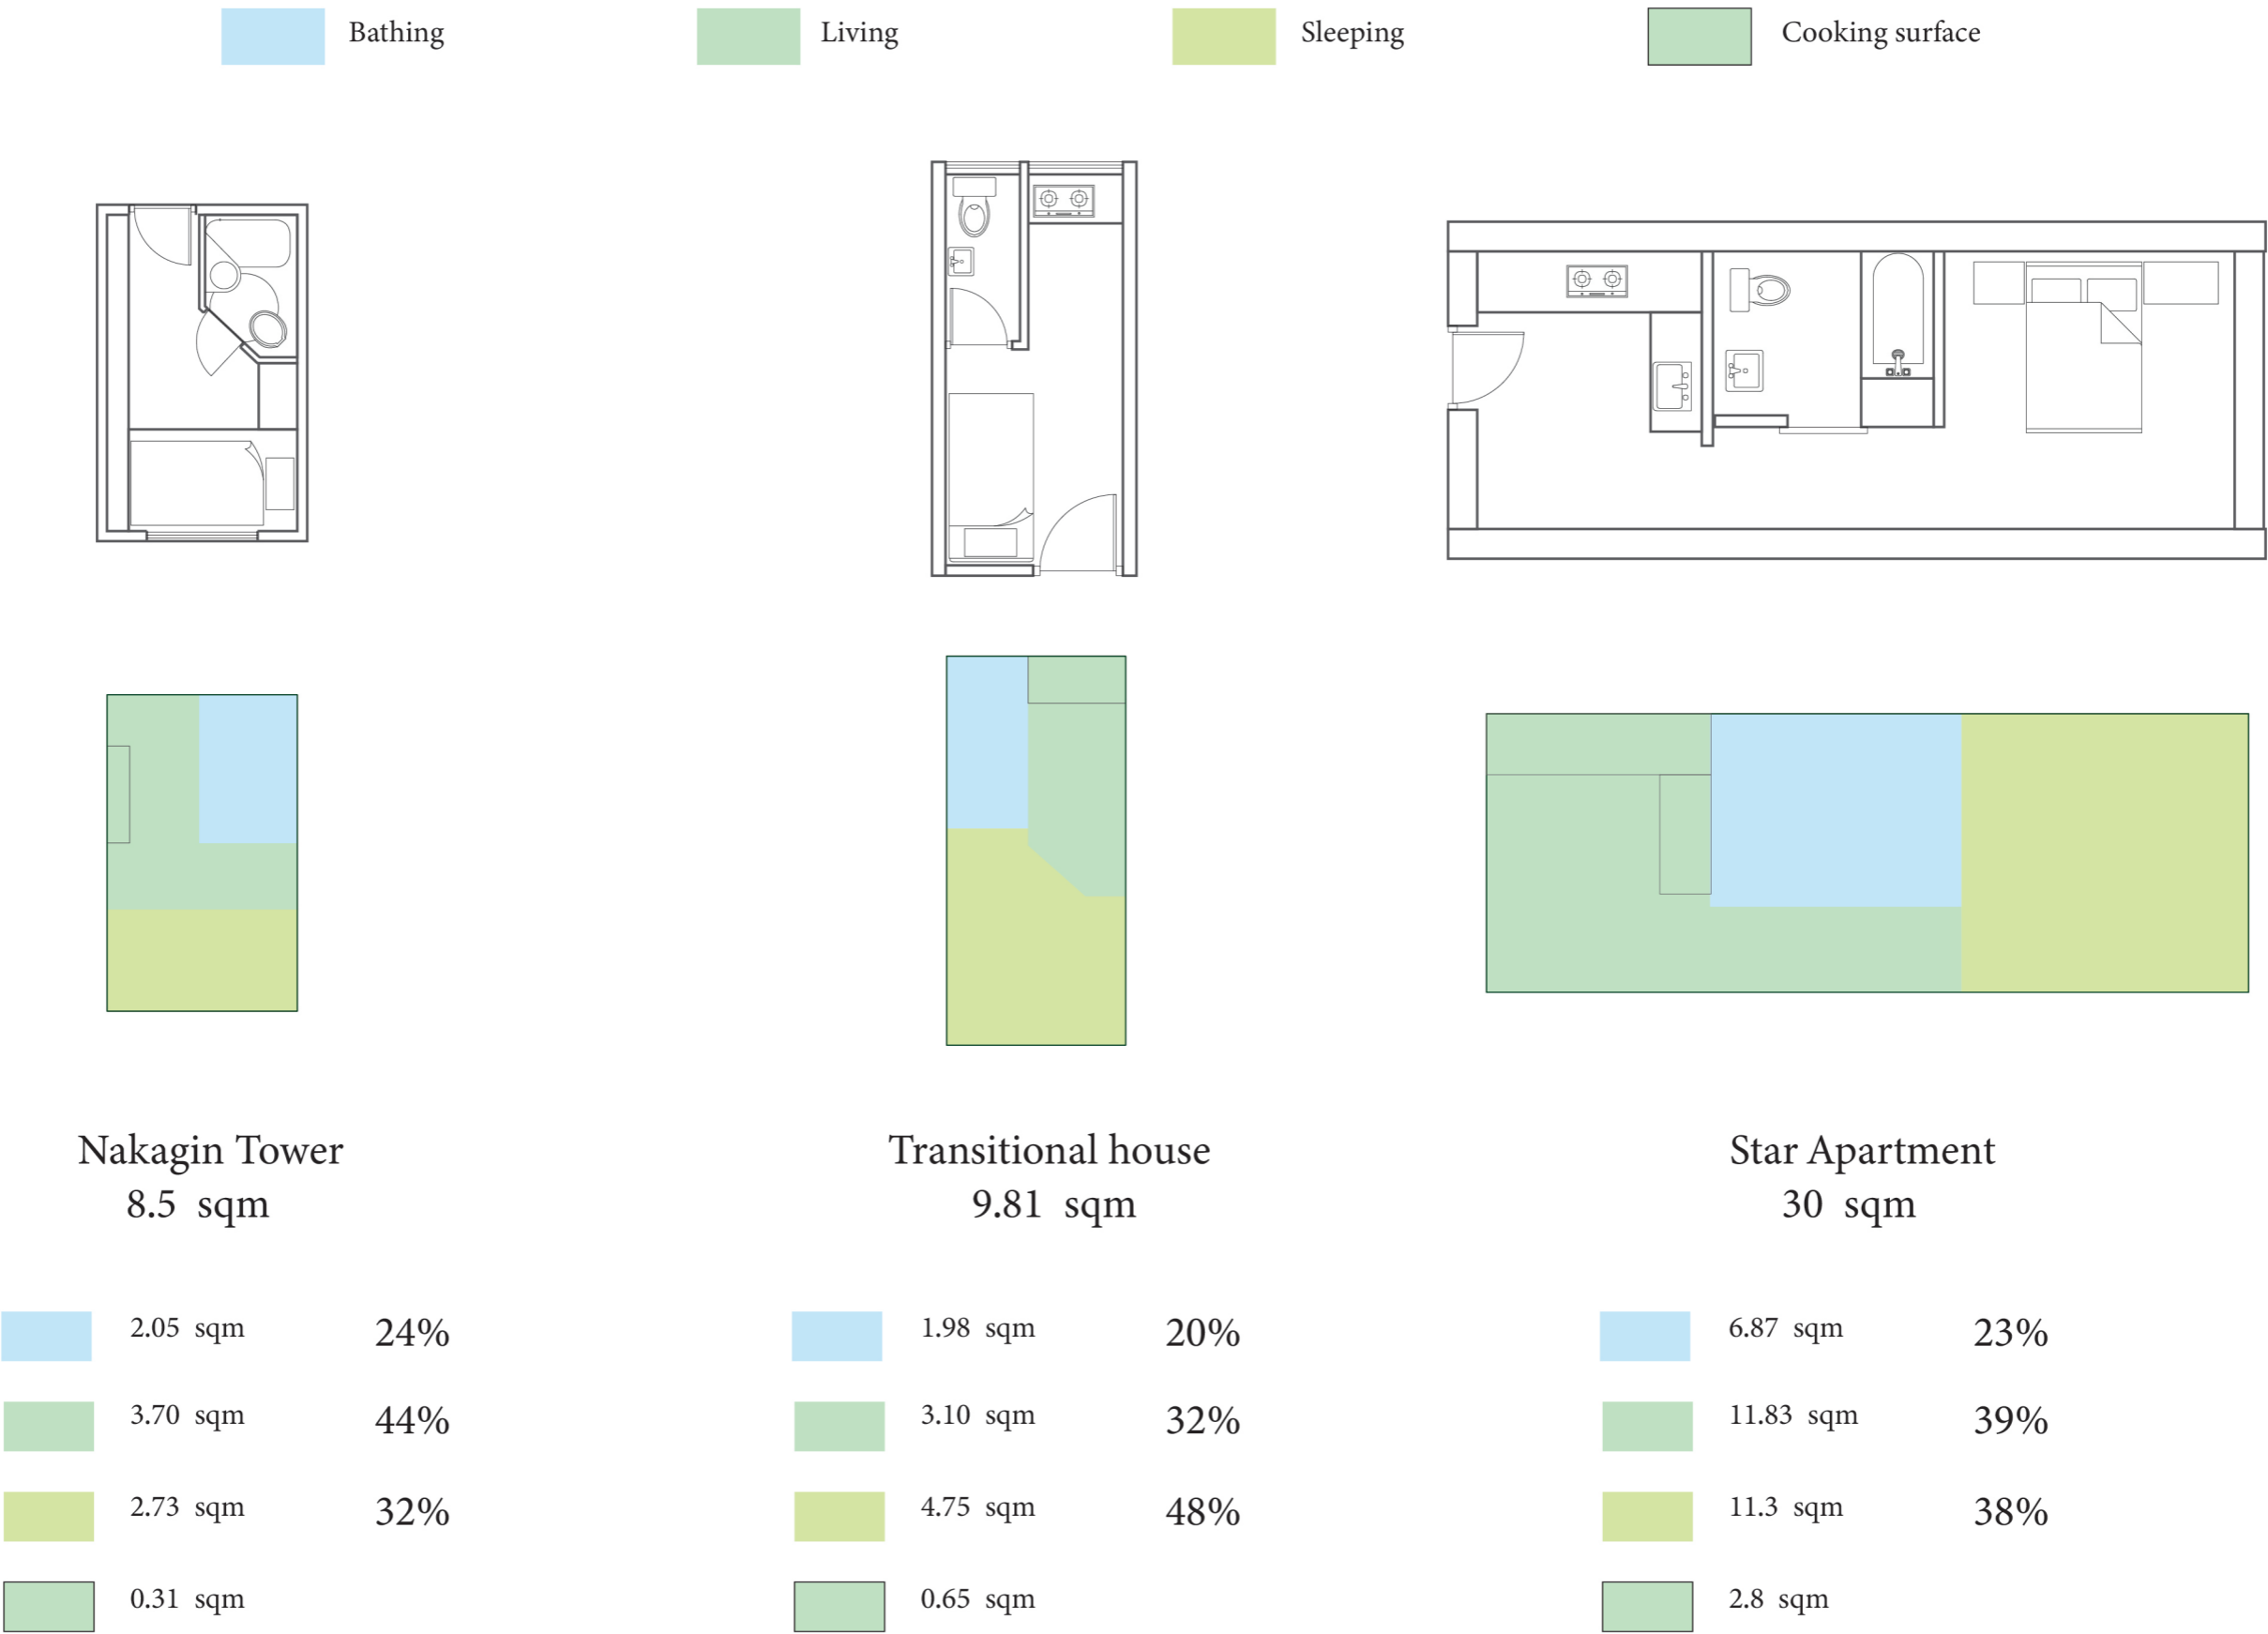 Bathing
Living
Sleeping
Cooking surface
Nakagin Tower
8.5 sqm
2.05 sqm 24%
3.70 sqm 44%
2.73 sqm 32%
0.31 sqm
Transitional house
9.81 sqm
1.98 sqm 20%
3.10 sqm 32%
4.75 sqm 48%
0.65 sqm
Star Apartment
30 sqm
6.87 sqm 23%
11.83 sqm 39%
11.3 sqm 38%
2.8 sqm